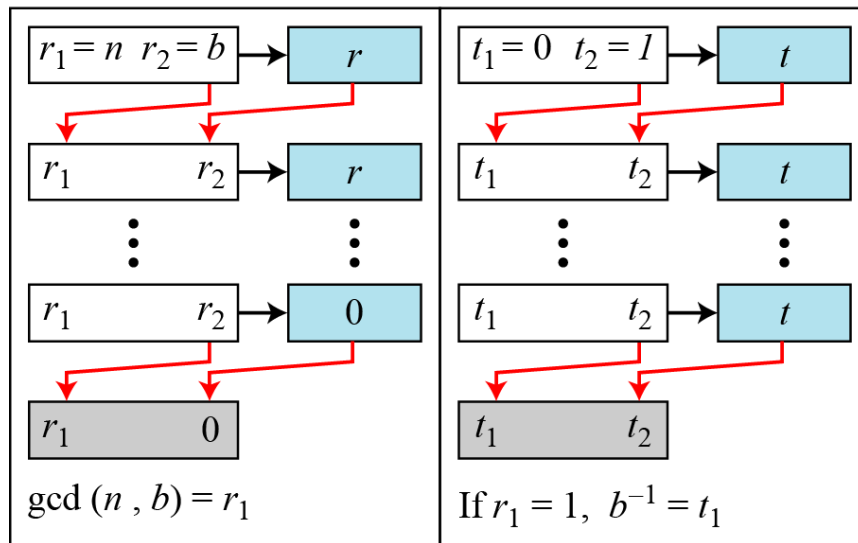 r₁ = n r₂ = b r
r₁ r₂ r
r₁ r₂ 0
r₁ 0
gcd (n , b) = r₁
t₁ = 0 t₂ = 1 t
t₁ t₂ t
t₁ t₂ t
t₁ t₂
If r₁ = 1, b⁻¹ = t₁